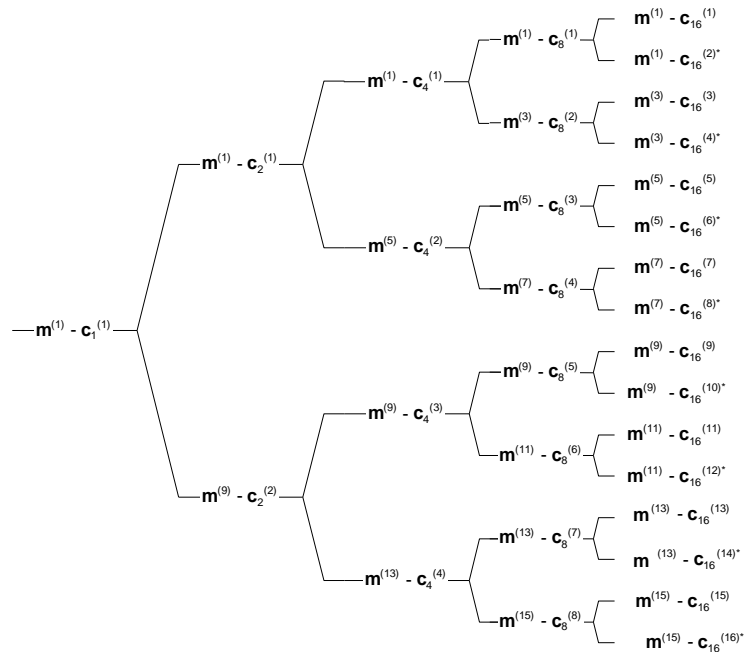 m(1) - c16(1)
m(1) - c8(1)
m(1) - c16(2)*
m(1) - c4(1)
m(3) - c16(3)
m(3) - c8(2)
m(3) - c16(4)*
m(1) - c2(1)
m(5) - c16(5)
m(5) - c8(3)
m(5) - c16(6)*
m(5) - c4(2)
m(7) - c16(7)
m(7) - c8(4)
m(7) - c16(8)*
m(1) - c1(1)
m(9) - c16(9)
m(9) - c8(5)
m(9) - c16(10)*
m(9) - c4(3)
m(11) - c16(11)
m(11) - c8(6)
m(11) - c16(12)*
m(9) - c2(2)
m(13) - c16(13)
m(13) - c8(7)
m (13) - c16(14)*
m(13) - c4(4)
m(15) - c16(15)
m(15) - c8(8)
m(15) - c16(16)*